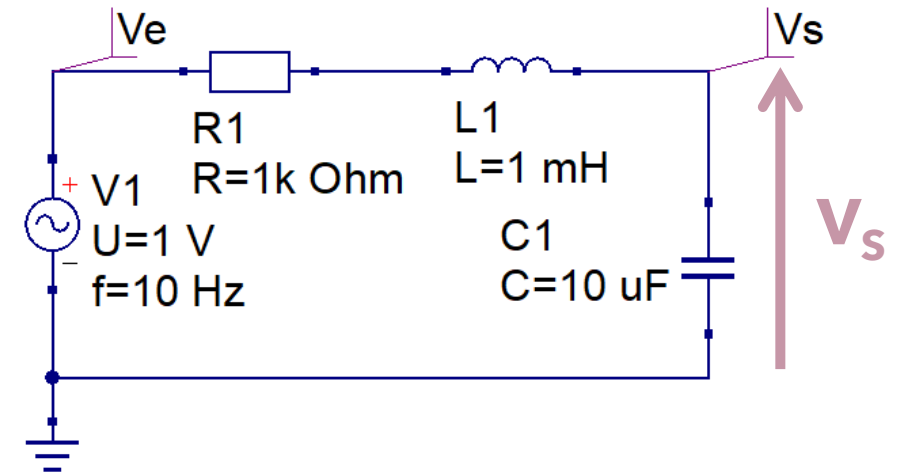 Ve
Vs
R1
R=1k Ohm
L1
L=1 mH
+
V1
U=1 V
f=10 Hz
−
C1
C=10 uF
Vs